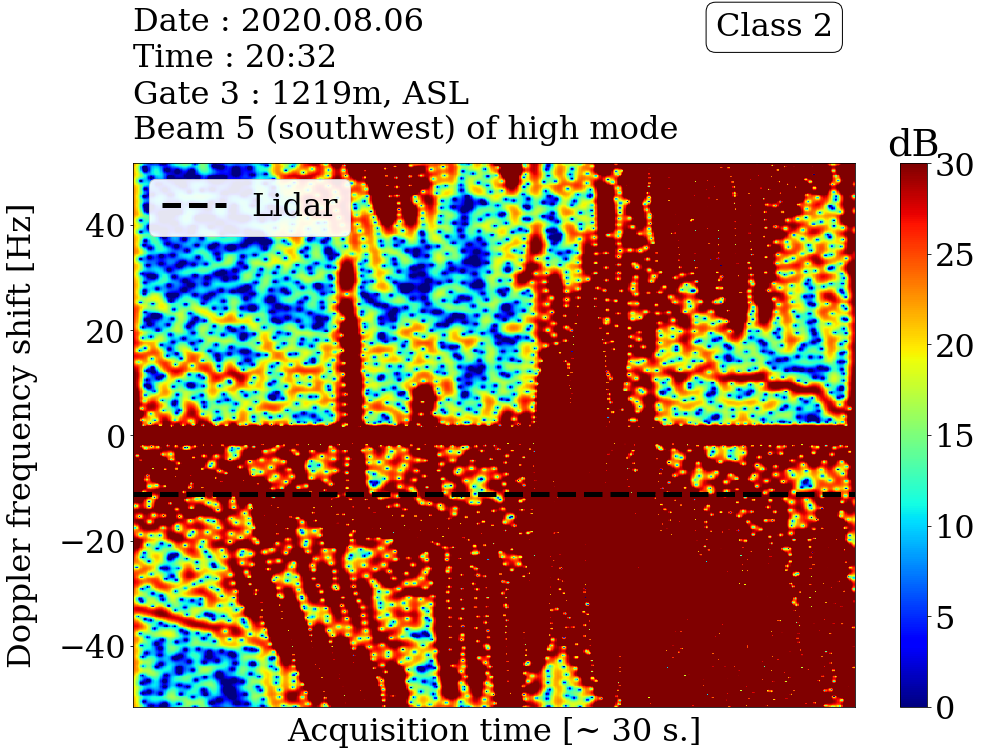 Date : 2020.08.06
Time : 20:32
Gate 3 : 1219m, ASL
Beam 5 (southwest) of high mode
Class 2
dB
Lidar
Doppler frequency shift [Hz]
40
20
0
−20
−40
30
25
20
15
10
5
0
Acquisition time [~ 30 s.]